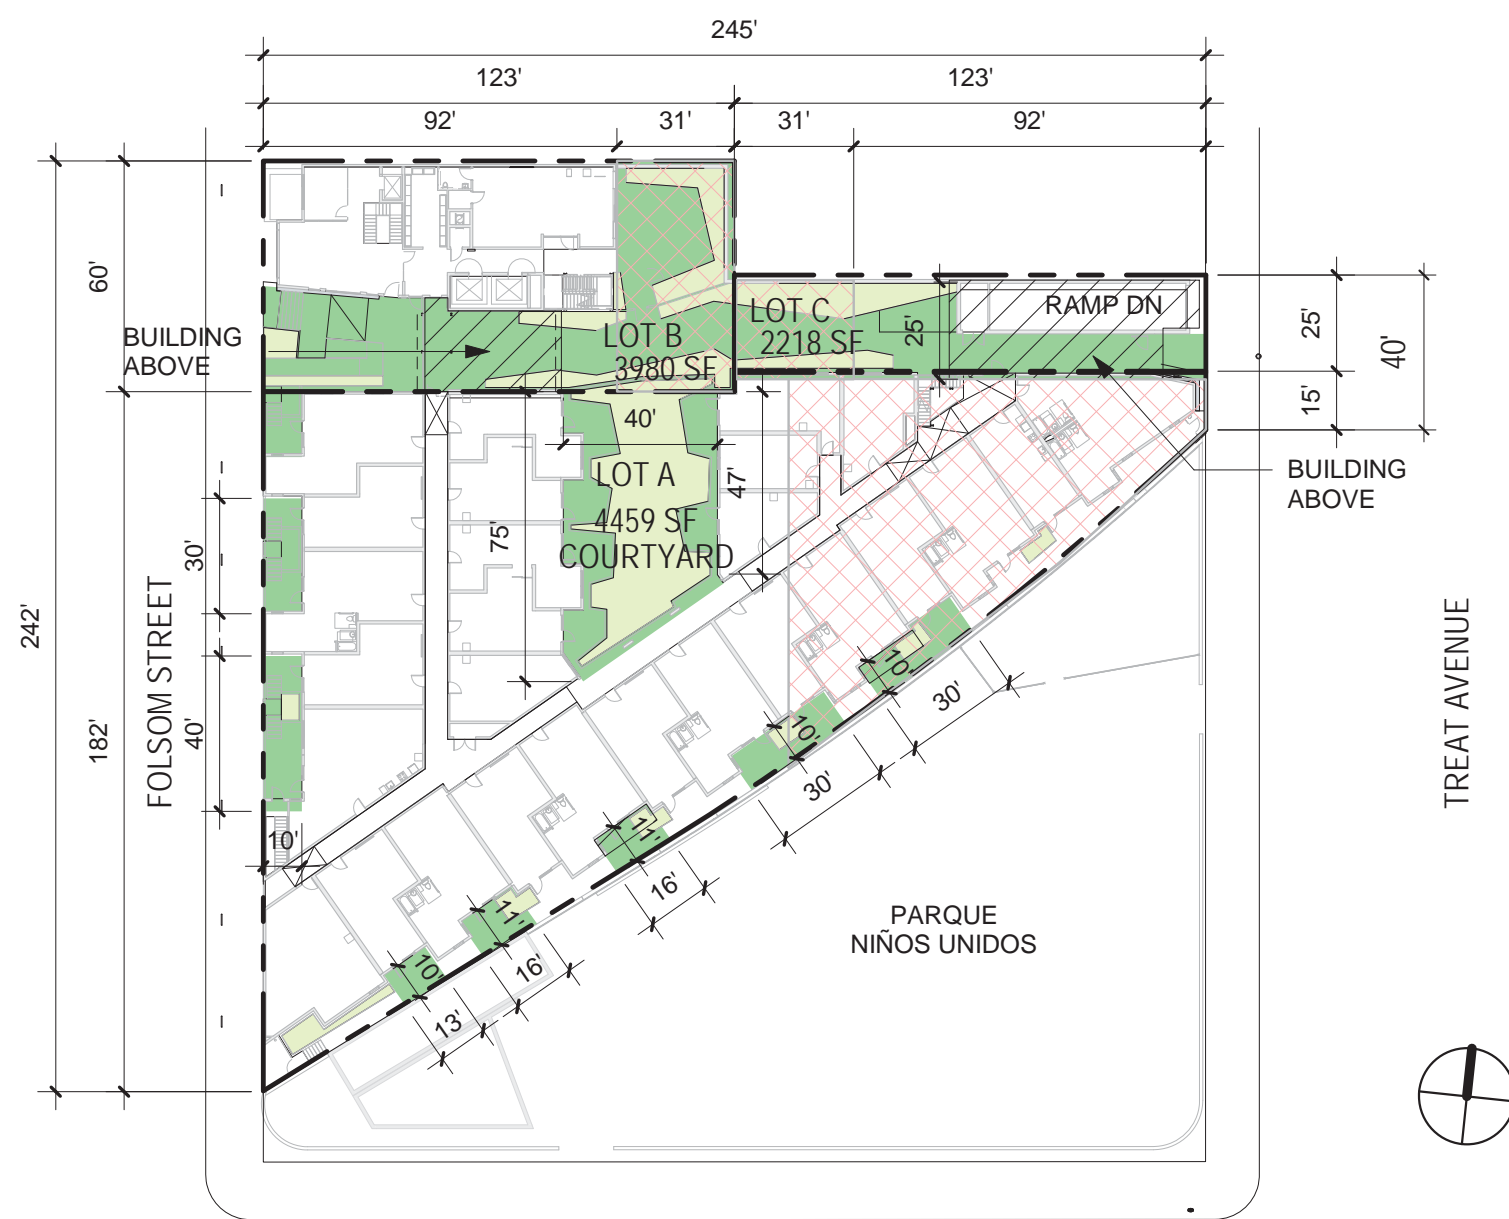 245'
123'
123'
92'
31'
31'
92'
60'
242'
182'
BUILDING
ABOVE
LOT B
3980 SF
LOT C
2218 SF
25'
RAMP DN
25'
15'
40'
BUILDING
ABOVE
40'
LOT A
4459 SF
COURTYARD
75'
47'
30'
40'
FOLSOM STREET
10'
TREAT AVENUE
10'
30'
10'
30'
11'
16'
11'
16'
10'
13'
PARQUE
NIÑOS UNIDOS